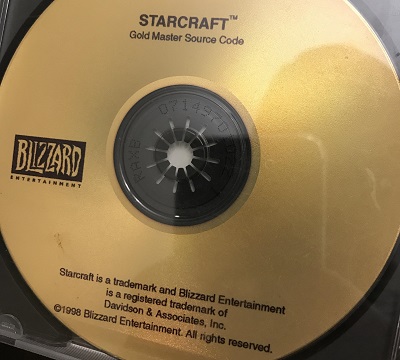 STARCRAFT™
Gold Master Source Code
BLIZZARD
ENTERTAINMENT
Starcraft is a trademark and Blizzard Entertainment
is a registered trademark of
Davidson & Associates, Inc.
©1998 Blizzard Entertainment. All rights reserved.